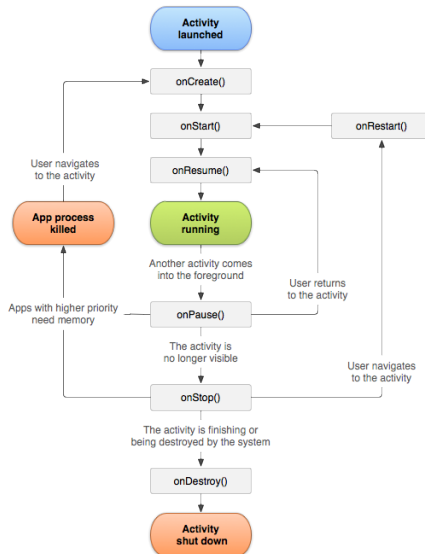 Activity
launched
onCreate()
onStart()
onRestart()
User navigates
to the activity
onResume()
App process
killed
Activity
running
Another activity comes
into the foreground
User returns
to the activity
Apps with higher priority
need memory
onPause()
The activity is
no longer visible
User navigates
to the activity
onStop()
The activity is finishing or
being destroyed by the system
onDestroy()
Activity
shut down